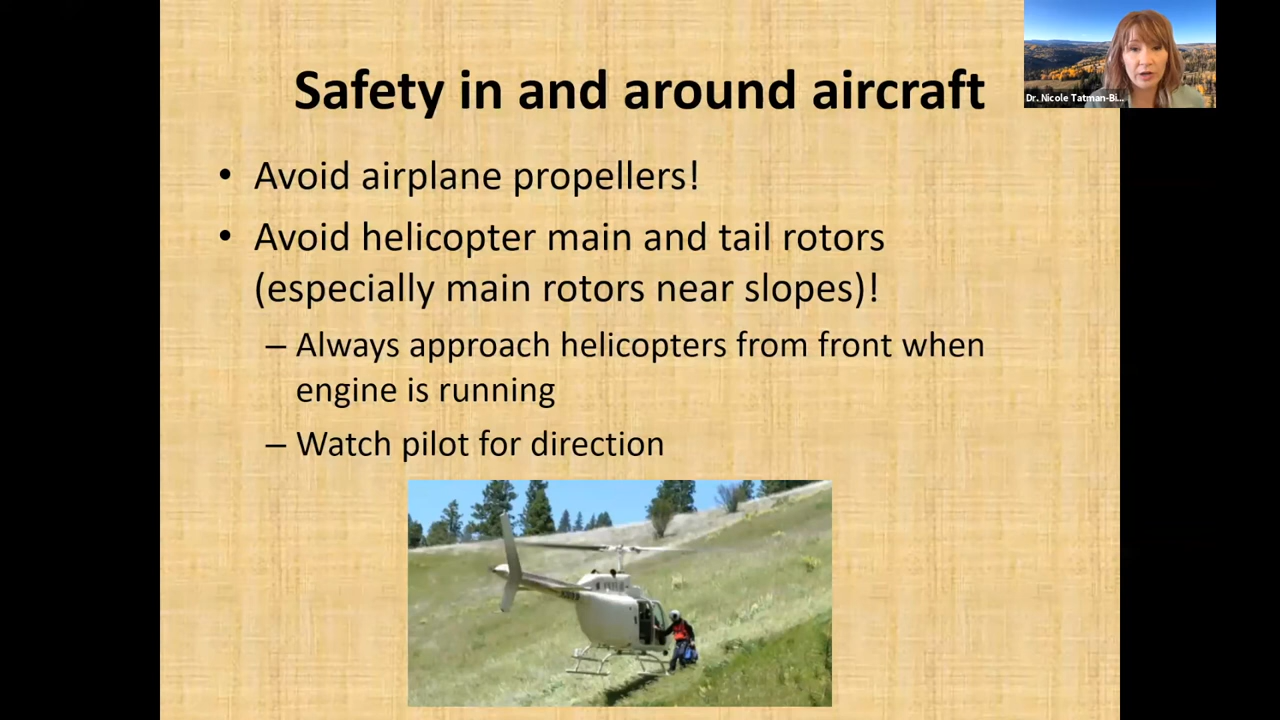 Safety in and around aircraft
Dr. Nicole Tatman-Bi...
• Avoid airplane propellers!
• Avoid helicopter main and tail rotors
(especially main rotors near slopes)!
– Always approach helicopters from front when
engine is running
– Watch pilot for direction